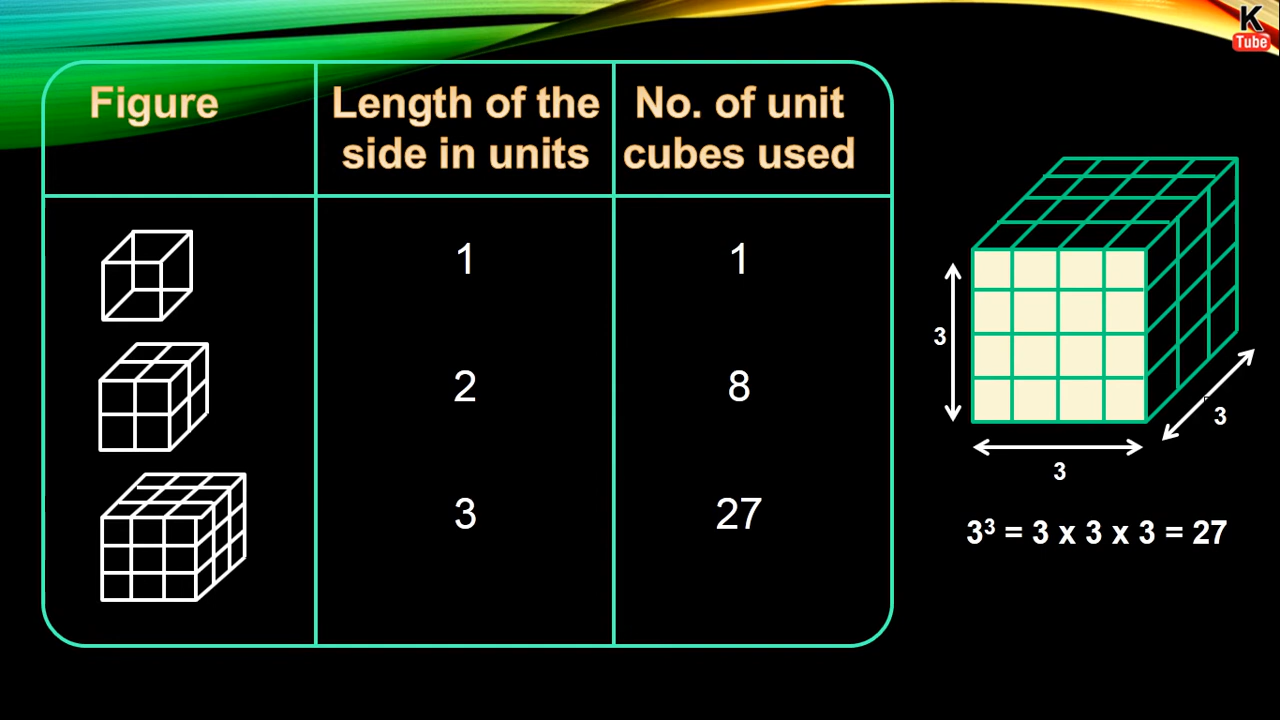 K
Tube
Figure
Length of the
side in units
No. of unit
cubes used
1
1
2
8
3
27
3
3
3
3³ = 3 x 3 x 3 = 27